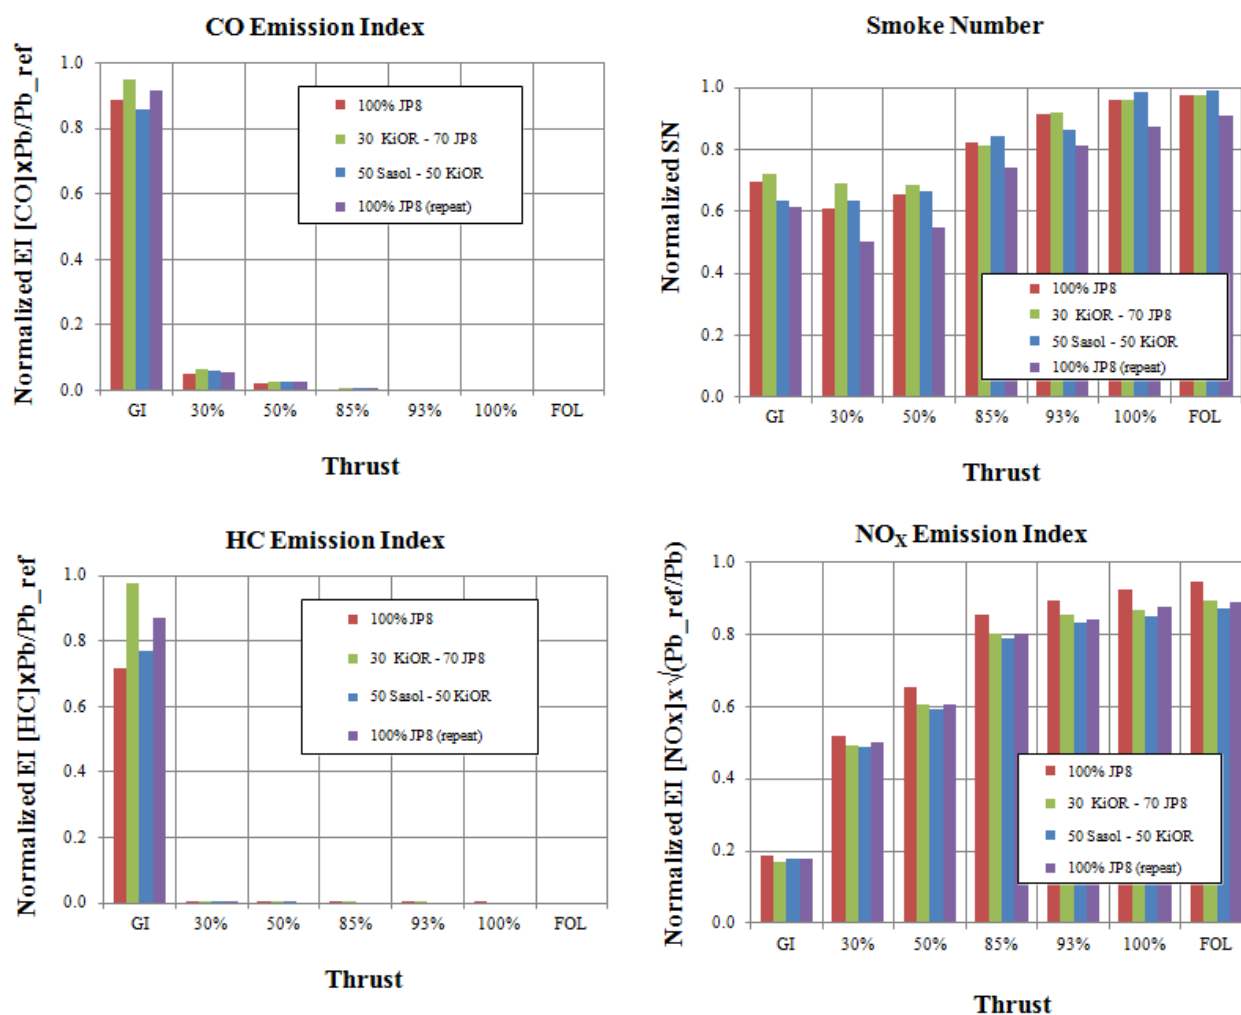 CO Emission Index
Normalized EI [CO]xPb/Pb_ref
1.0
0.8
0.6
0.4
0.2
0.0
100% JP8
30 KiOR - 70 JP8
50 Sasol - 50 KiOR
100% JP8 (repeat)
GI 30% 50% 85% 93% 100% FOL
Thrust
Smoke Number
Normalized SN
1.0
0.8
0.6
0.4
0.2
0.0
100% JP8
30 KiOR - 70 JP8
50 Sasol - 50 KiOR
100% JP8 (repeat)
GI 30% 50% 85% 93% 100% FOL
Thrust
HC Emission Index
Normalized EI [HC]xPb/Pb_ref
1.0
0.8
0.6
0.4
0.2
0.0
100% JP8
30 KiOR - 70 JP8
50 Sasol - 50 KiOR
100% JP8 (repeat)
GI 30% 50% 85% 93% 100% FOL
Thrust
NOX Emission Index
Normalized EI [NOx]x √(Pb_ref/Pb)
1.0
0.8
0.6
0.4
0.2
0.0
100% JP8
30 KiOR - 70 JP8
50 Sasol - 50 KiOR
100% JP8 (repeat)
GI 30% 50% 85% 93% 100% FOL
Thrust